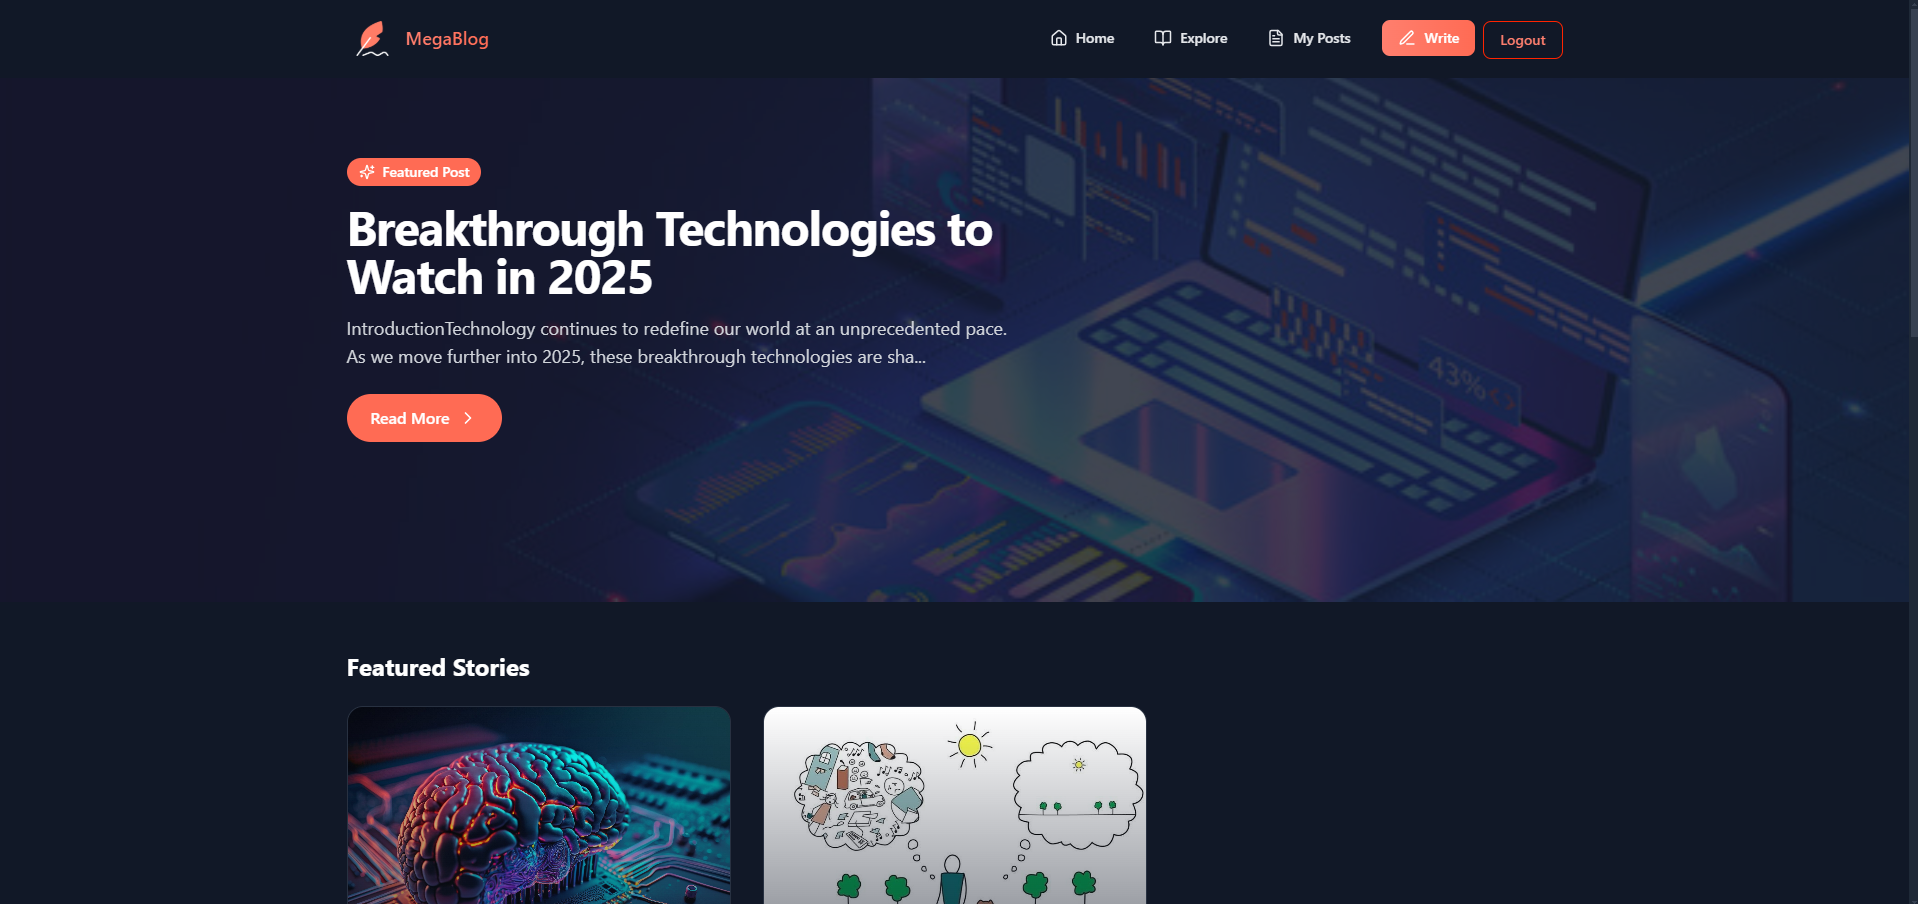 MegaBlog
Home
Explore
My Posts
Write
Logout
Featured Post
Breakthrough Technologies to
Watch in 2025
IntroductionTechnology continues to redefine our world at an unprecedented pace.
As we move further into 2025, these breakthrough technologies are sha...
Read More
43%<>
Featured Stories